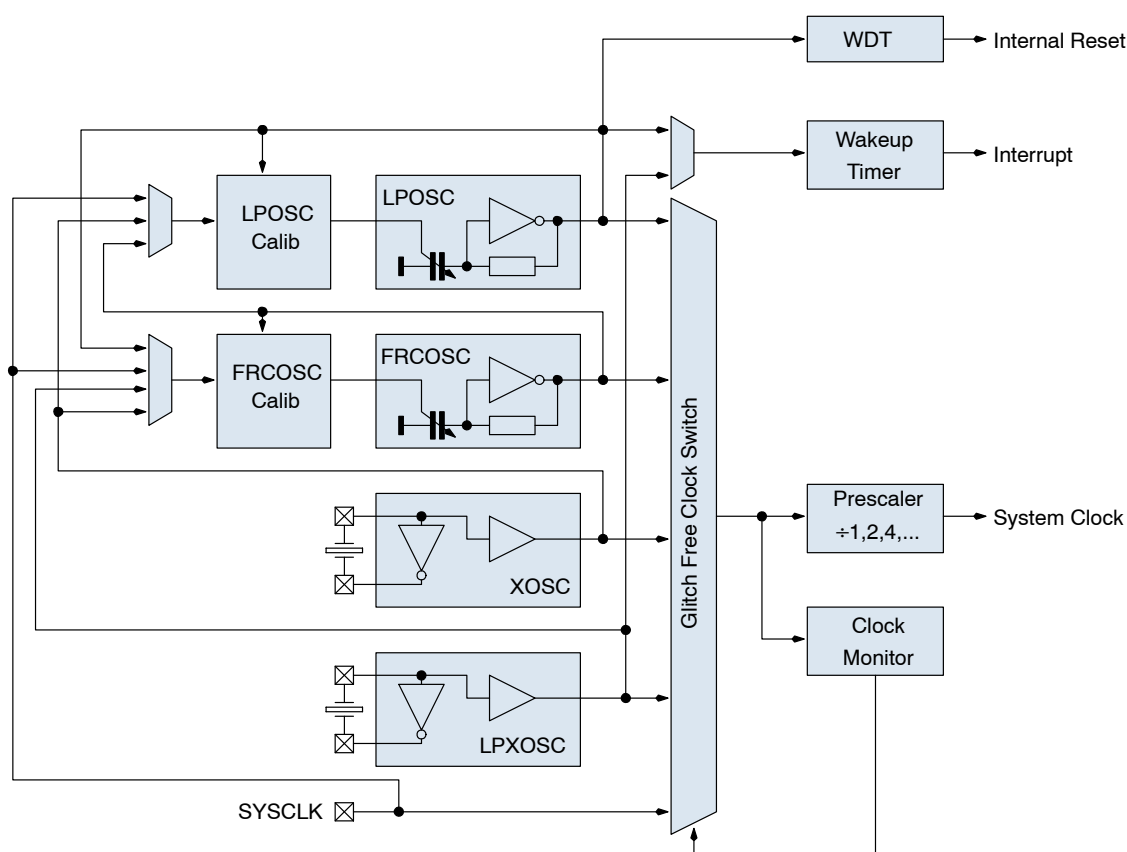 WDT
Internal Reset
Wakeup
Timer
Interrupt
LPOSC
Calib
LPOSC
FRCOSC
Calib
FRCOSC
Glitch Free Clock Switch
Prescaler
÷1,2,4,...
System Clock
XOSC
Clock
Monitor
LPXOSC
SYSCLK